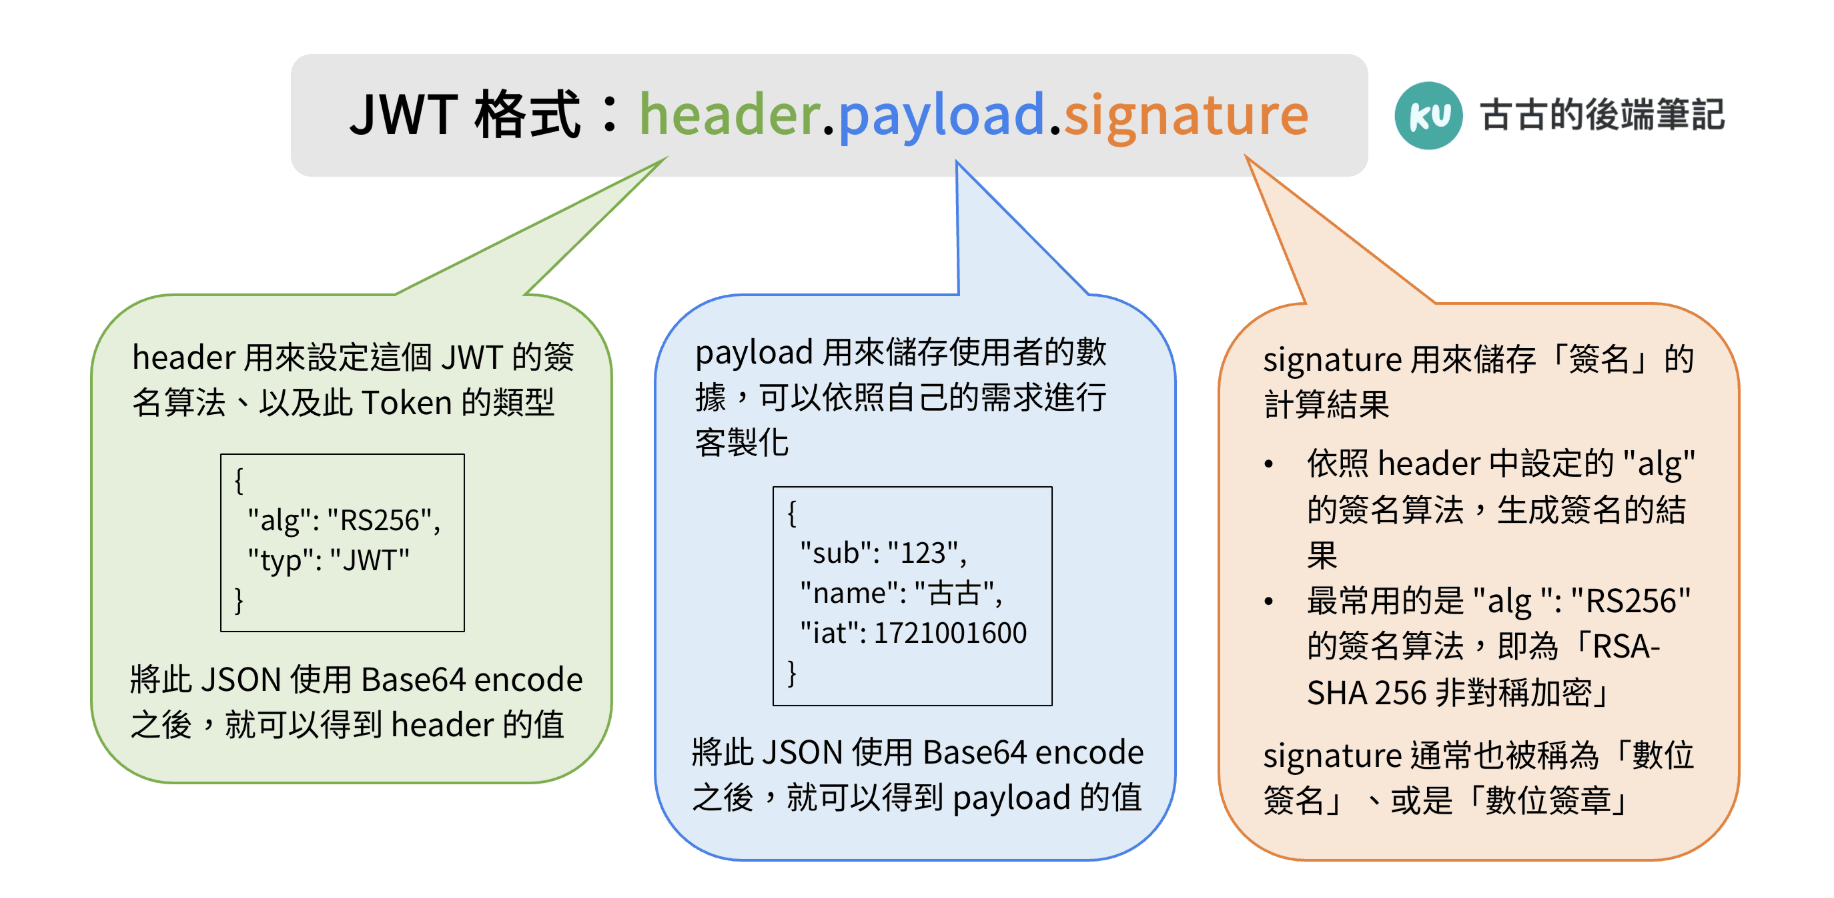 JWT 格式：header.payload.signature
KU 古古的後端筆記
header 用來設定這個 JWT 的簽
名算法、以及此 Token 的類型
{
"alg": "RS256",
"typ": "JWT"
}
將此 JSON 使用 Base64 encode
之後，就可以得到 header 的值
payload 用來儲存使用者的數
據，可以依照自己的需求進行
客製化
{
"sub": "123",
"name": "古古",
"iat": 1721001600
}
將此 JSON 使用 Base64 encode
之後，就可以得到 payload 的值
signature 用來儲存「簽名」的
計算結果
• 依照 header 中設定的 "alg"
的簽名算法，生成簽名的結
果
• 最常用的是 "alg ": "RS256"
的簽名算法，即為「RSA-
SHA 256 非對稱加密」
signature 通常也被稱為「數位
簽名」、或是「數位簽章」